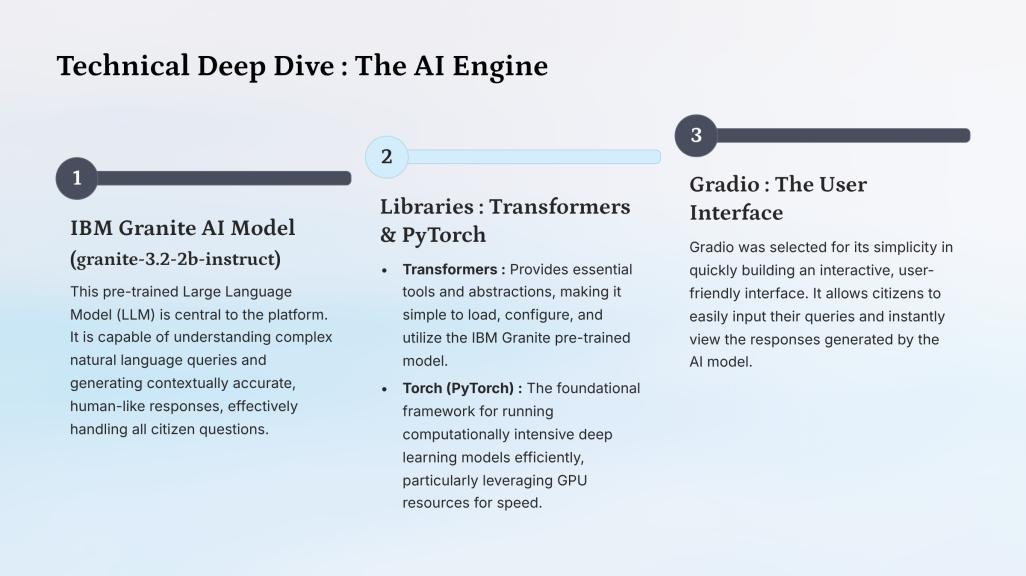 Technical Deep Dive : The AI Engine
1
IBM Granite AI Model
(granite-3.2-2b-instruct)
This pre-trained Large Language
Model (LLM) is central to the platform.
It is capable of understanding complex
natural language queries and
generating contextually accurate,
human-like responses, effectively
handling all citizen questions.
2
Libraries : Transformers
& PyTorch
• Transformers : Provides essential
tools and abstractions, making it
simple to load, configure, and
utilize the IBM Granite pre-trained
model.
• Torch (PyTorch) : The foundational
framework for running
computationally intensive deep
learning models efficiently,
particularly leveraging GPU
resources for speed.
3
Gradio : The User
Interface
Gradio was selected for its simplicity in
quickly building an interactive, user-
friendly interface. It allows citizens to
easily input their queries and instantly
view the responses generated by the
AI model.